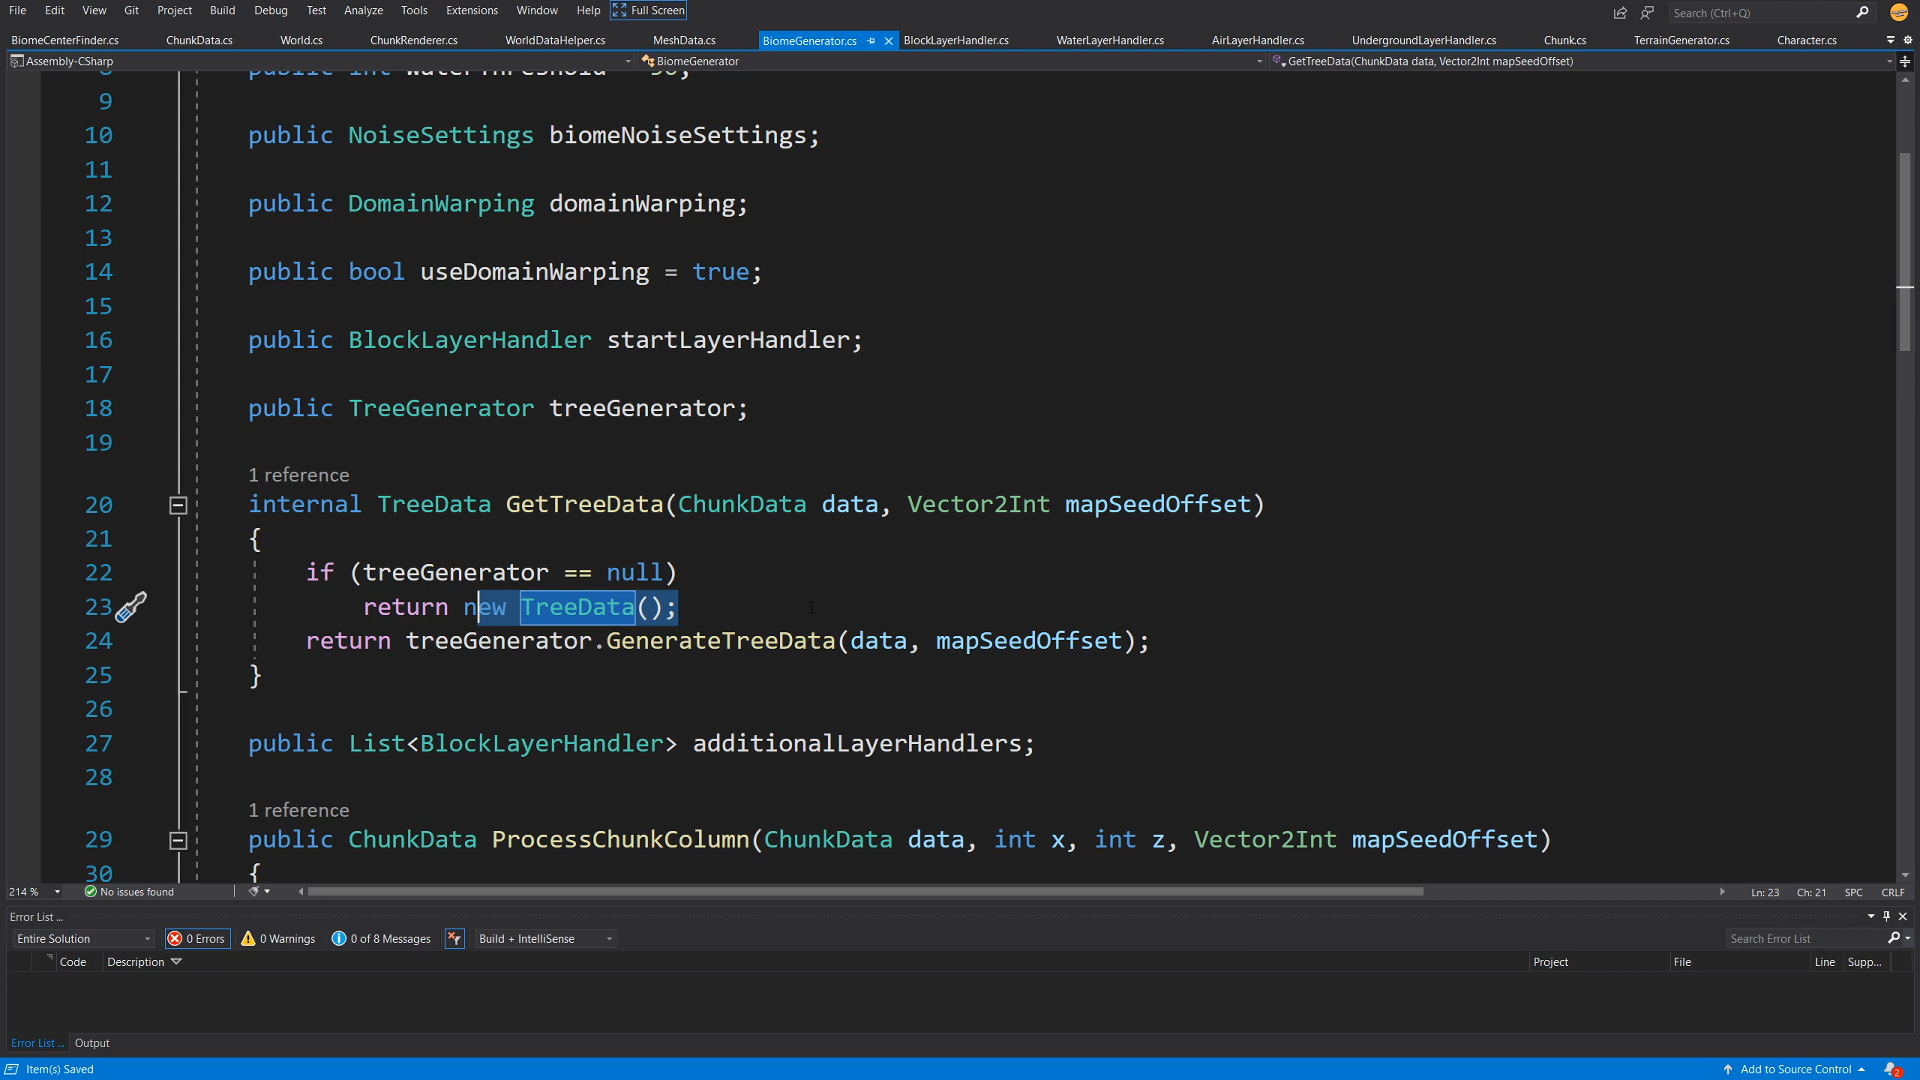 File Edit View Git Project Build Debug Test Analyze Tools Extensions Window Help Full Screen Search (Ctrl+Q)
BiomeCenterFinder.cs ChunkData.cs World.cs ChunkRenderer.cs WorldDataHelper.cs MeshData.cs BiomeGenerator.cs BlockLayerHandler.cs WaterLayerHandler.cs AirLayerHandler.cs UndergroundLayerHandler.cs Chunk.cs TerrainGenerator.cs Character.cs
Assembly-CSharp BiomeGenerator GetTreeData(ChunkData data, Vector2Int mapSeedOffset)
9
10 public NoiseSettings biomeNoiseSettings;
11
12 public DomainWarping domainWarping;
13
14 public bool useDomainWarping = true;
15
16 public BlockLayerHandler startLayerHandler;
17
18 public TreeGenerator treeGenerator;
19
1 reference
20 internal TreeData GetTreeData(ChunkData data, Vector2Int mapSeedOffset)
21 {
22 if (treeGenerator == null)
23 return new TreeData();
24 return treeGenerator.GenerateTreeData(data, mapSeedOffset);
25 }
26
27 public List<BlockLayerHandler> additionalLayerHandlers;
28
1 reference
29 public ChunkData ProcessChunkColumn(ChunkData data, int x, int z, Vector2Int mapSeedOffset)
30 {
214 % No issues found Ln: 23 Ch: 21 SPC CRLF
Error List ...
Entire Solution 0 Errors 0 Warnings 0 of 8 Messages Build + IntelliSense Search Error List
Code Description Project File Line Supp...
Error List ... Output
Item(s) Saved Add to Source Control 2